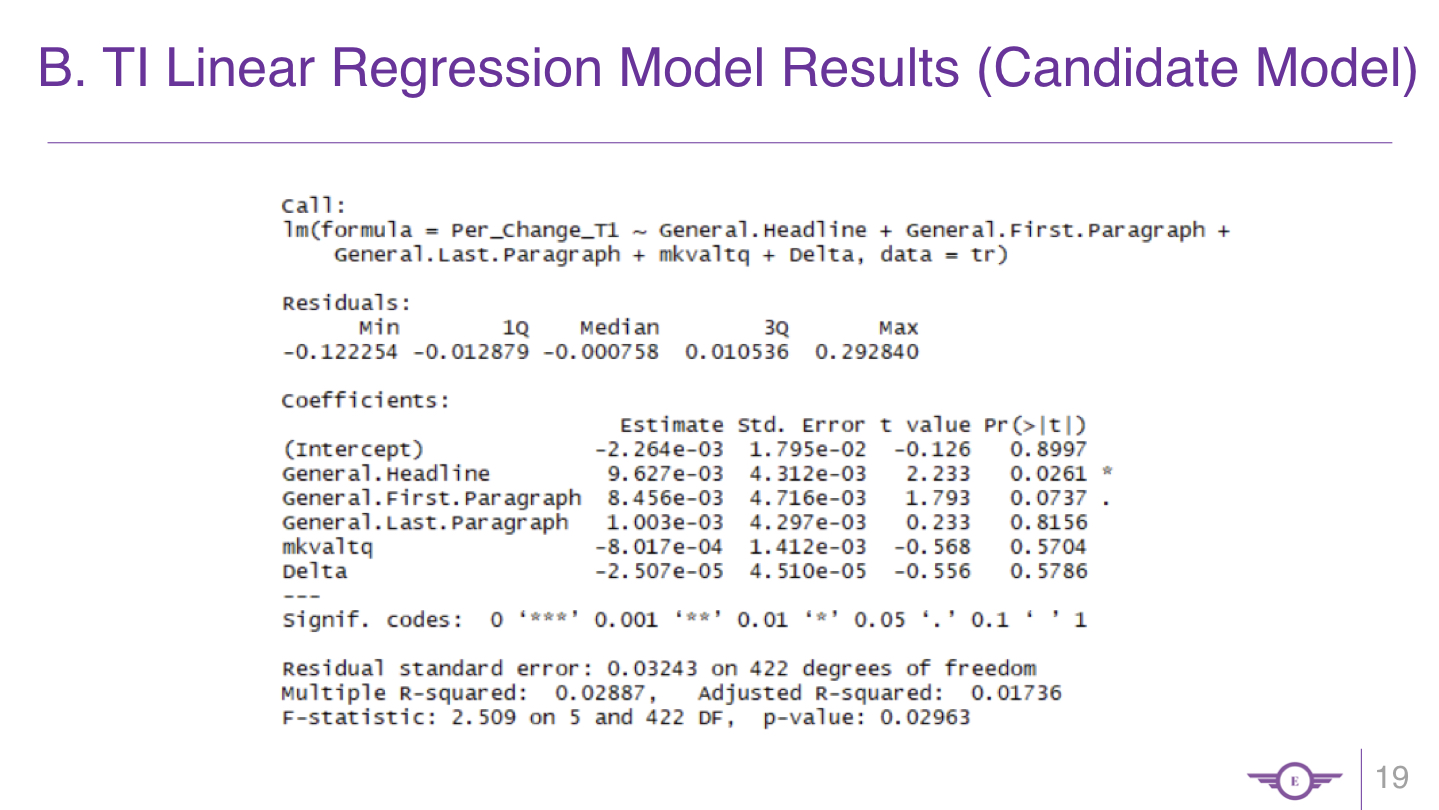 B. TI Linear Regression Model Results (Candidate Model)
Call:
lm(formula = Per_Change_T1 ~ General.Headline + General.First.Paragraph +
    General.Last.Paragraph + mkvaltq + Delta, data = tr)
Residuals:
      Min        1Q    Median        3Q       Max
-0.122254 -0.012879 -0.000758  0.010536  0.292840
Coefficients:
                          Estimate Std. Error t value Pr(>|t|)
(Intercept)             -2.264e-03  1.795e-02  -0.126   0.8997
General.Headline         9.627e-03  4.312e-03   2.233   0.0261 *
General.First.Paragraph  8.456e-03  4.716e-03   1.793   0.0737 .
General.Last.Paragraph   1.003e-03  4.297e-03   0.233   0.8156
mkvaltq                 -8.017e-04  1.412e-03  -0.568   0.5704
Delta                   -2.507e-05  4.510e-05  -0.556   0.5786
---
Signif. codes:  0 ‘***’ 0.001 ‘**’ 0.01 ‘*’ 0.05 ‘.’ 0.1 ‘ ’ 1
Residual standard error: 0.03243 on 422 degrees of freedom
Multiple R-squared:  0.02887,   Adjusted R-squared:  0.01736
F-statistic: 2.509 on 5 and 422 DF,  p-value: 0.02963
E
19